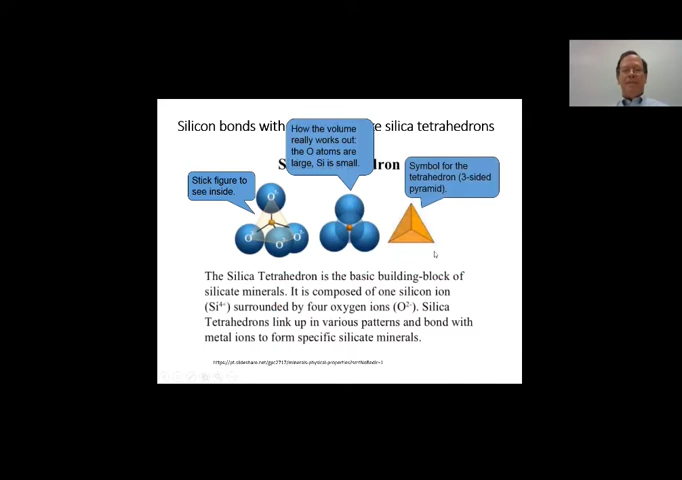 Silicon bonds with
re silica tetrahedrons
How the volume
really works out:
the O atoms are
large, Si is small.
S
dron
Symbol for the
tetrahedron (3-sided
pyramid).
Stick figure to
see inside.
O
O
O
O
The Silica Tetrahedron is the basic building-block of
silicate minerals. It is composed of one silicon ion
(Si⁴⁺) surrounded by four oxygen ions (O²⁻). Silica
Tetrahedrons link up in various patterns and bond with
metal ions to form specific silicate minerals.